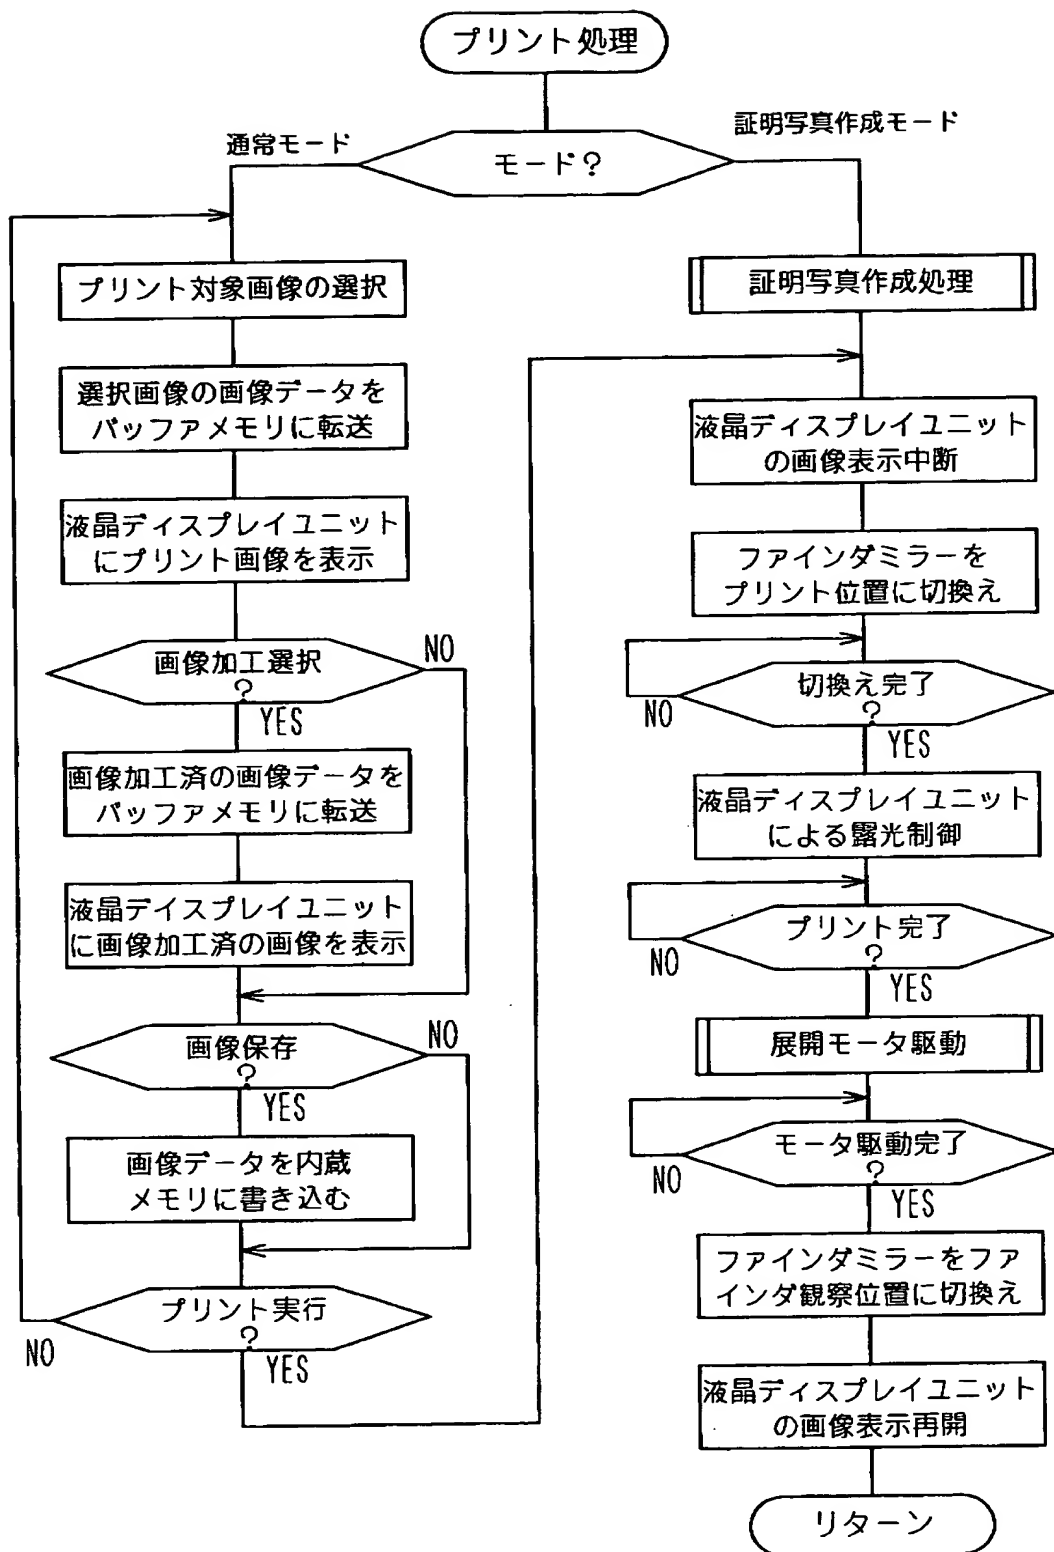 プリント処理
モード?
通常モード
証明写真作成モード
プリント対象画像の選択
選択画像の画像データを
バッファメモリに転送
液晶ディスプレイユニット
にプリント画像を表示
画像加工選択
?
NO
YES
画像加工済の画像データを
バッファメモリに転送
液晶ディスプレイユニット
に画像加工済の画像を表示
画像保存
?
NO
YES
画像データを内蔵
メモリに書き込む
プリント実行
?
NO
YES
証明写真作成処理
液晶ディスプレイユニット
の画像表示中断
ファインダミラーを
プリント位置に切換え
切換え完了
?
NO
YES
液晶ディスプレイユニット
による露光制御
プリント完了
?
NO
YES
展開モータ駆動
モータ駆動完了
?
NO
YES
ファインダミラーをファ
インダ観察位置に切換え
液晶ディスプレイユニット
の画像表示再開
リターン